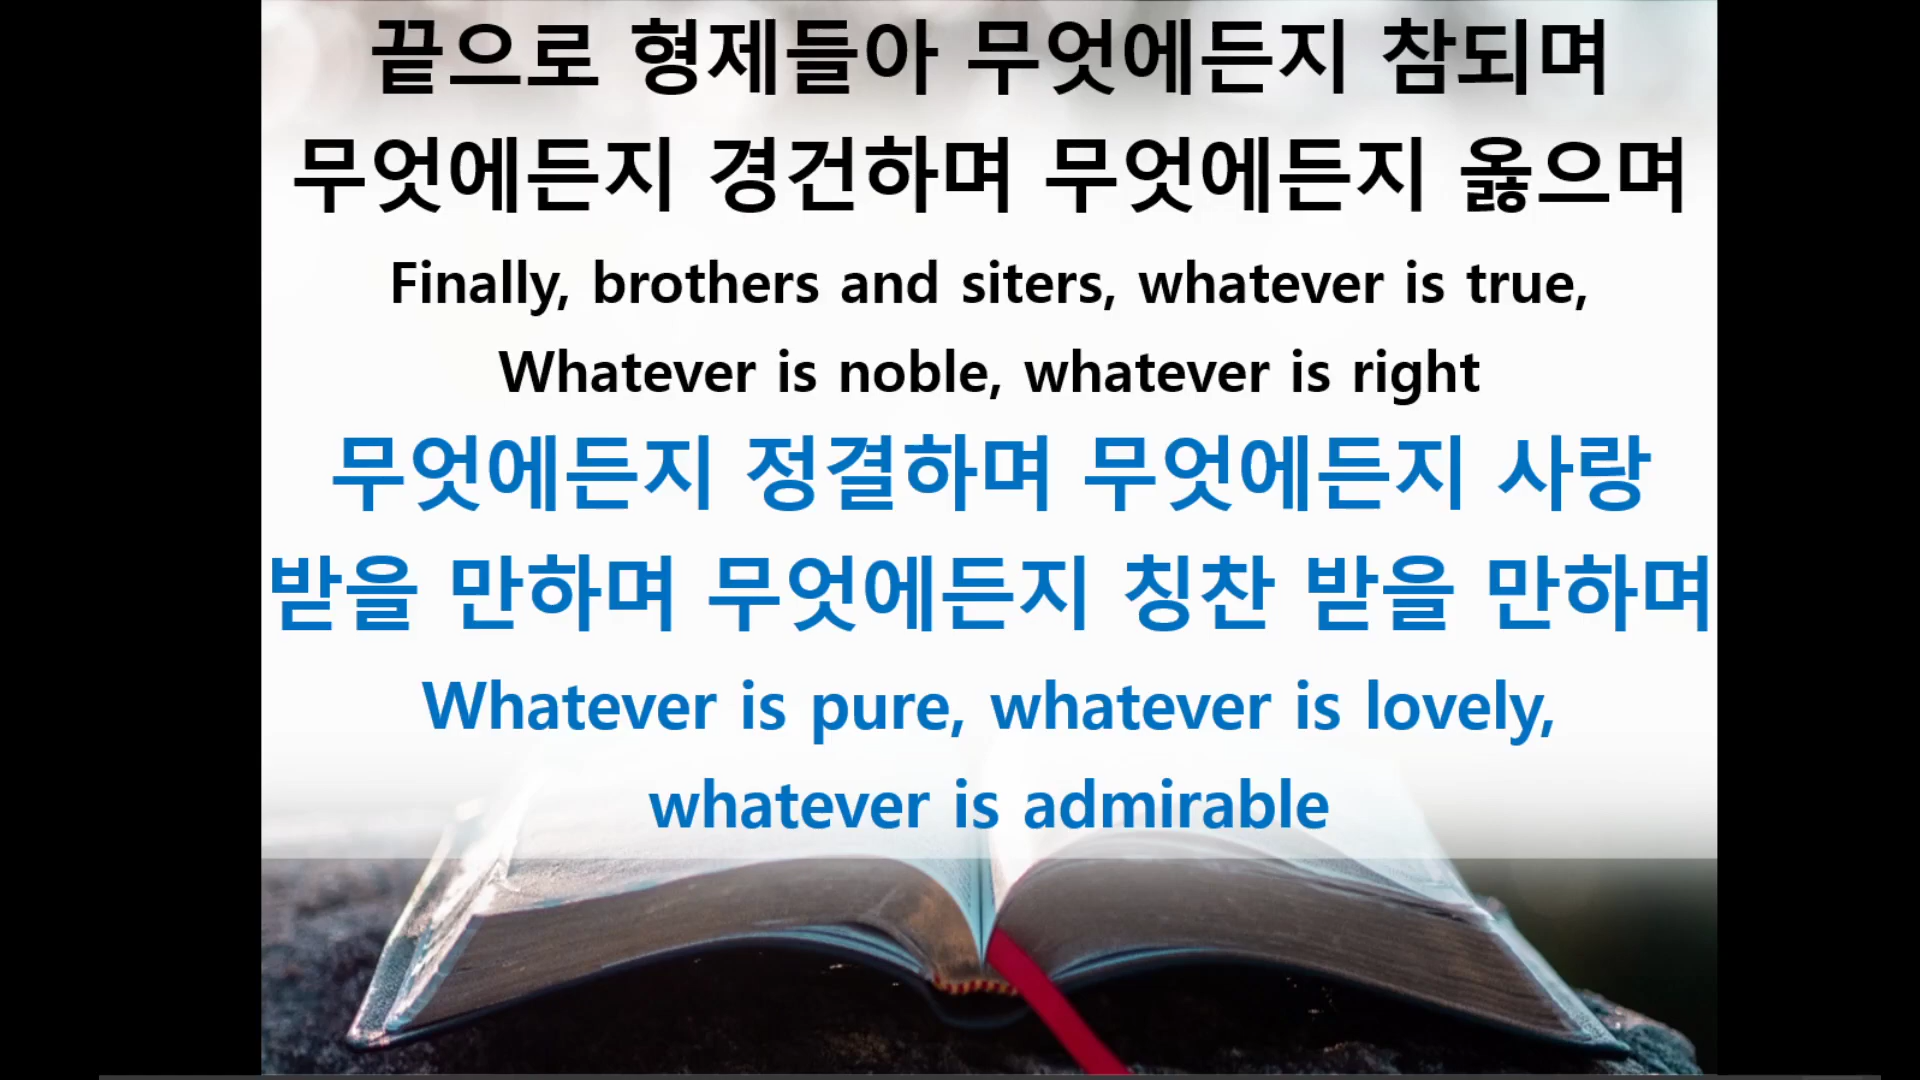 끝으로 형제들아 무엇에든지 참되며
무엇에든지 경건하며 무엇에든지 옳으며
Finally, brothers and siters, whatever is true,
Whatever is noble, whatever is right
무엇에든지 정결하며 무엇에든지 사랑
받을 만하며 무엇에든지 칭찬 받을 만하며
Whatever is pure, whatever is lovely,
whatever is admirable